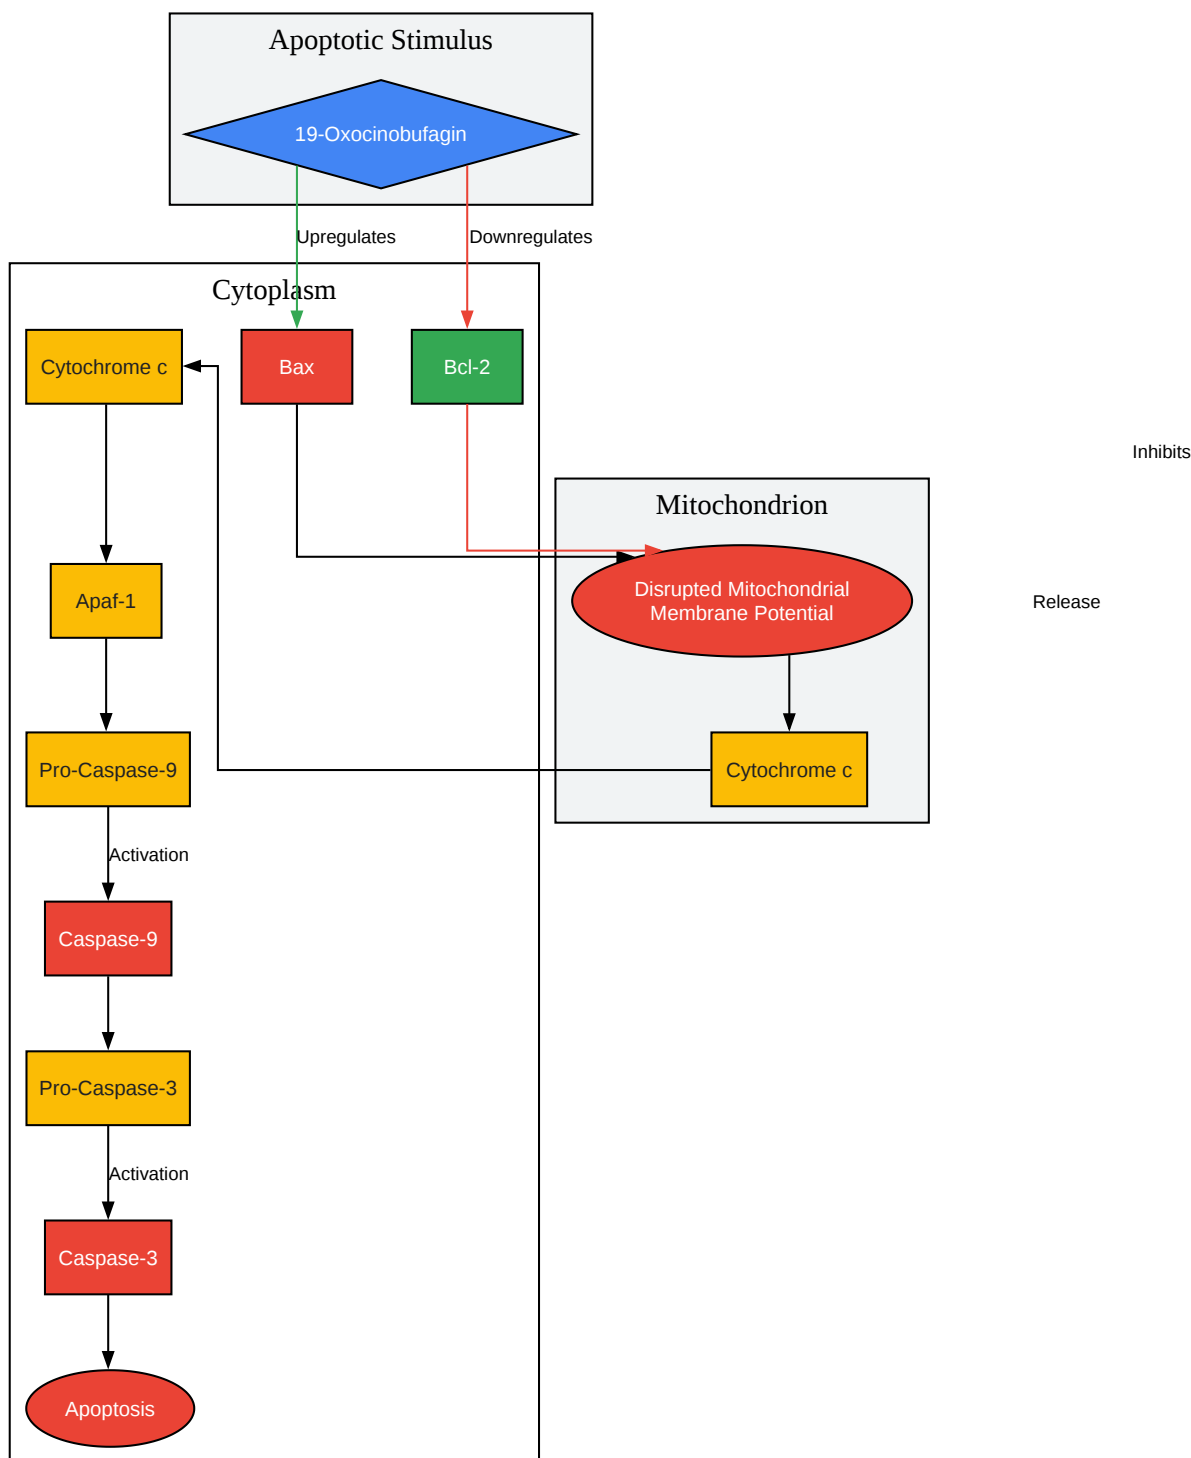 Apoptotic Stimulus
19-Oxocinobufagin
Upregulates
Downregulates
Cytoplasm
Cytochrome c
Bax
Bcl-2
Inhibits
Mitochondrion
Disrupted Mitochondrial
Membrane Potential
Release
Apaf-1
Pro-Caspase-9
Cytochrome c
Activation
Caspase-9
Pro-Caspase-3
Activation
Caspase-3
Apoptosis